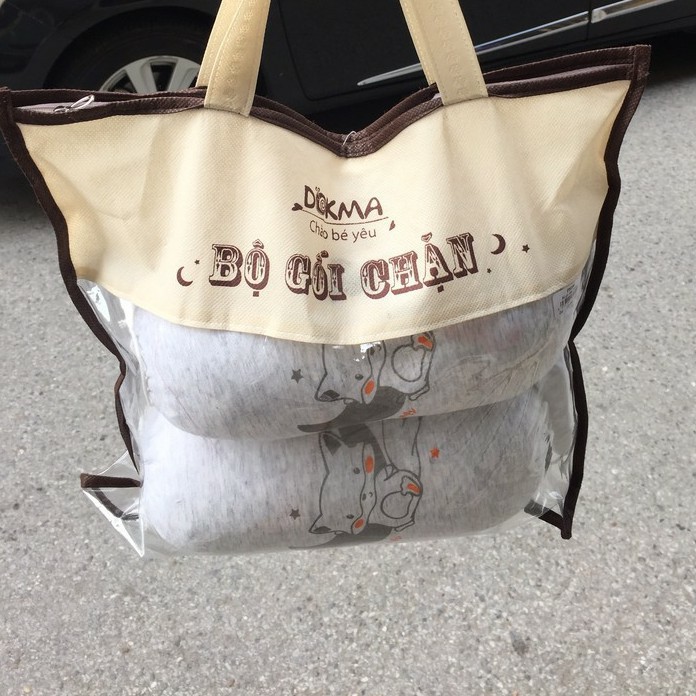 DOKMA
Chào bé yêu
BỘ GỐI CHẶN